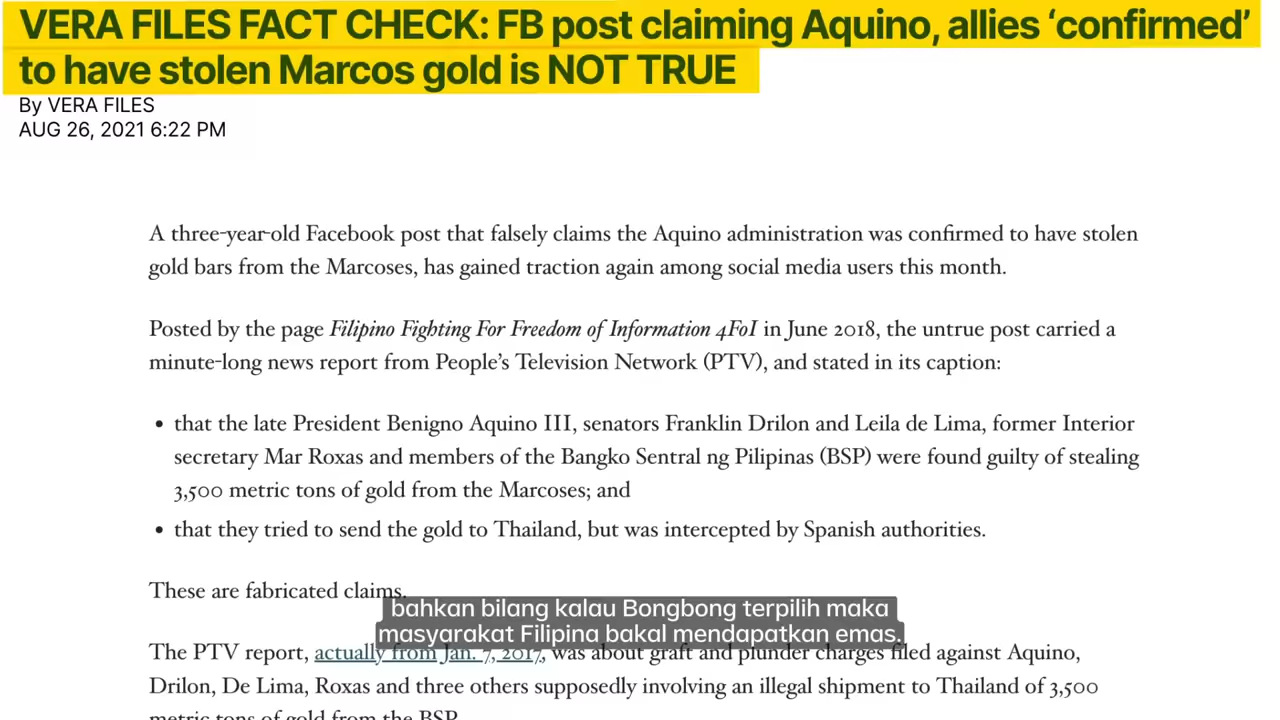 VERA FILES FACT CHECK: FB post claiming Aquino, allies ‘confirmed’
to have stolen Marcos gold is NOT TRUE
By VERA FILES
AUG 26, 2021 6:22 PM
A three-year-old Facebook post that falsely claims the Aquino administration was confirmed to have stolen
gold bars from the Marcoses, has gained traction again among social media users this month.
Posted by the page Filipino Fighting For Freedom of Information 4FoI in June 2018, the untrue post carried a
minute-long news report from People’s Television Network (PTV), and stated in its caption:
• that the late President Benigno Aquino III, senators Franklin Drilon and Leila de Lima, former Interior
secretary Mar Roxas and members of the Bangko Sentral ng Pilipinas (BSP) were found guilty of stealing
3,500 metric tons of gold from the Marcoses; and
• that they tried to send the gold to Thailand, but was intercepted by Spanish authorities.
These are fabricated claims.
bahkan bilang kalau Bongbong terpilih maka
masyarakat Filipina bakal mendapatkan emas.
The PTV report, actually from Jan. 7, 2017, was about graft and plunder charges filed against Aquino,
Drilon, De Lima, Roxas and three others supposedly involving an illegal shipment to Thailand of 3,500
metric tons of gold from the BSP.